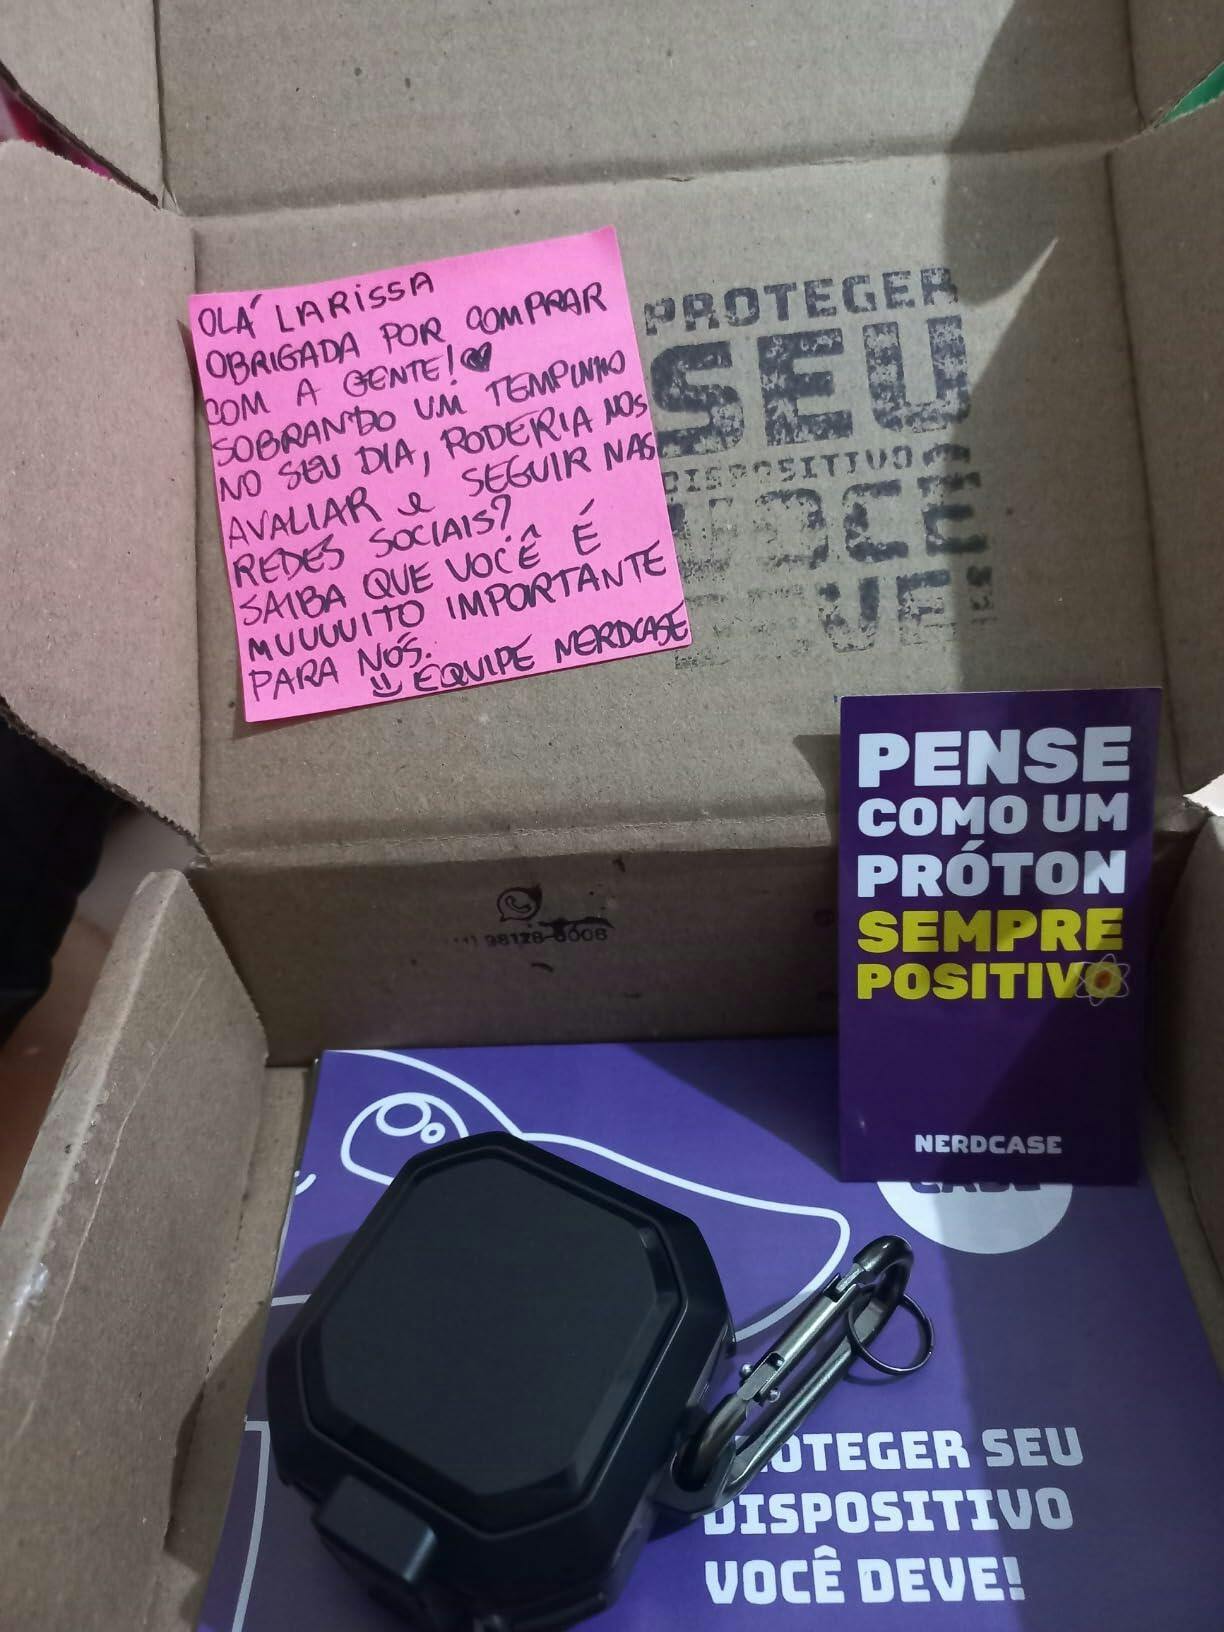 OLÁ LARISSA
OBRIGADA POR COMPRAR
COM A GENTE! ♥
SOBRANDO UM TEMPINHO
NO SEU DIA, PODERIA NOS
AVALIAR e SEGUIR NAS
REDES SOCIAIS?
SAIBA QUE VOCÊ É
MUUUUITO IMPORTANTE
PARA NÓS.
EQUIPE NERDCASE
PROTEGER
SEU
DISPOSITIVO
VOCÊ
PENSE
COMO UM
PRÓTON
SEMPRE
POSITIVO
NERDCASE
PROTEGER SEU
DISPOSITIVO
VOCÊ DEVE!